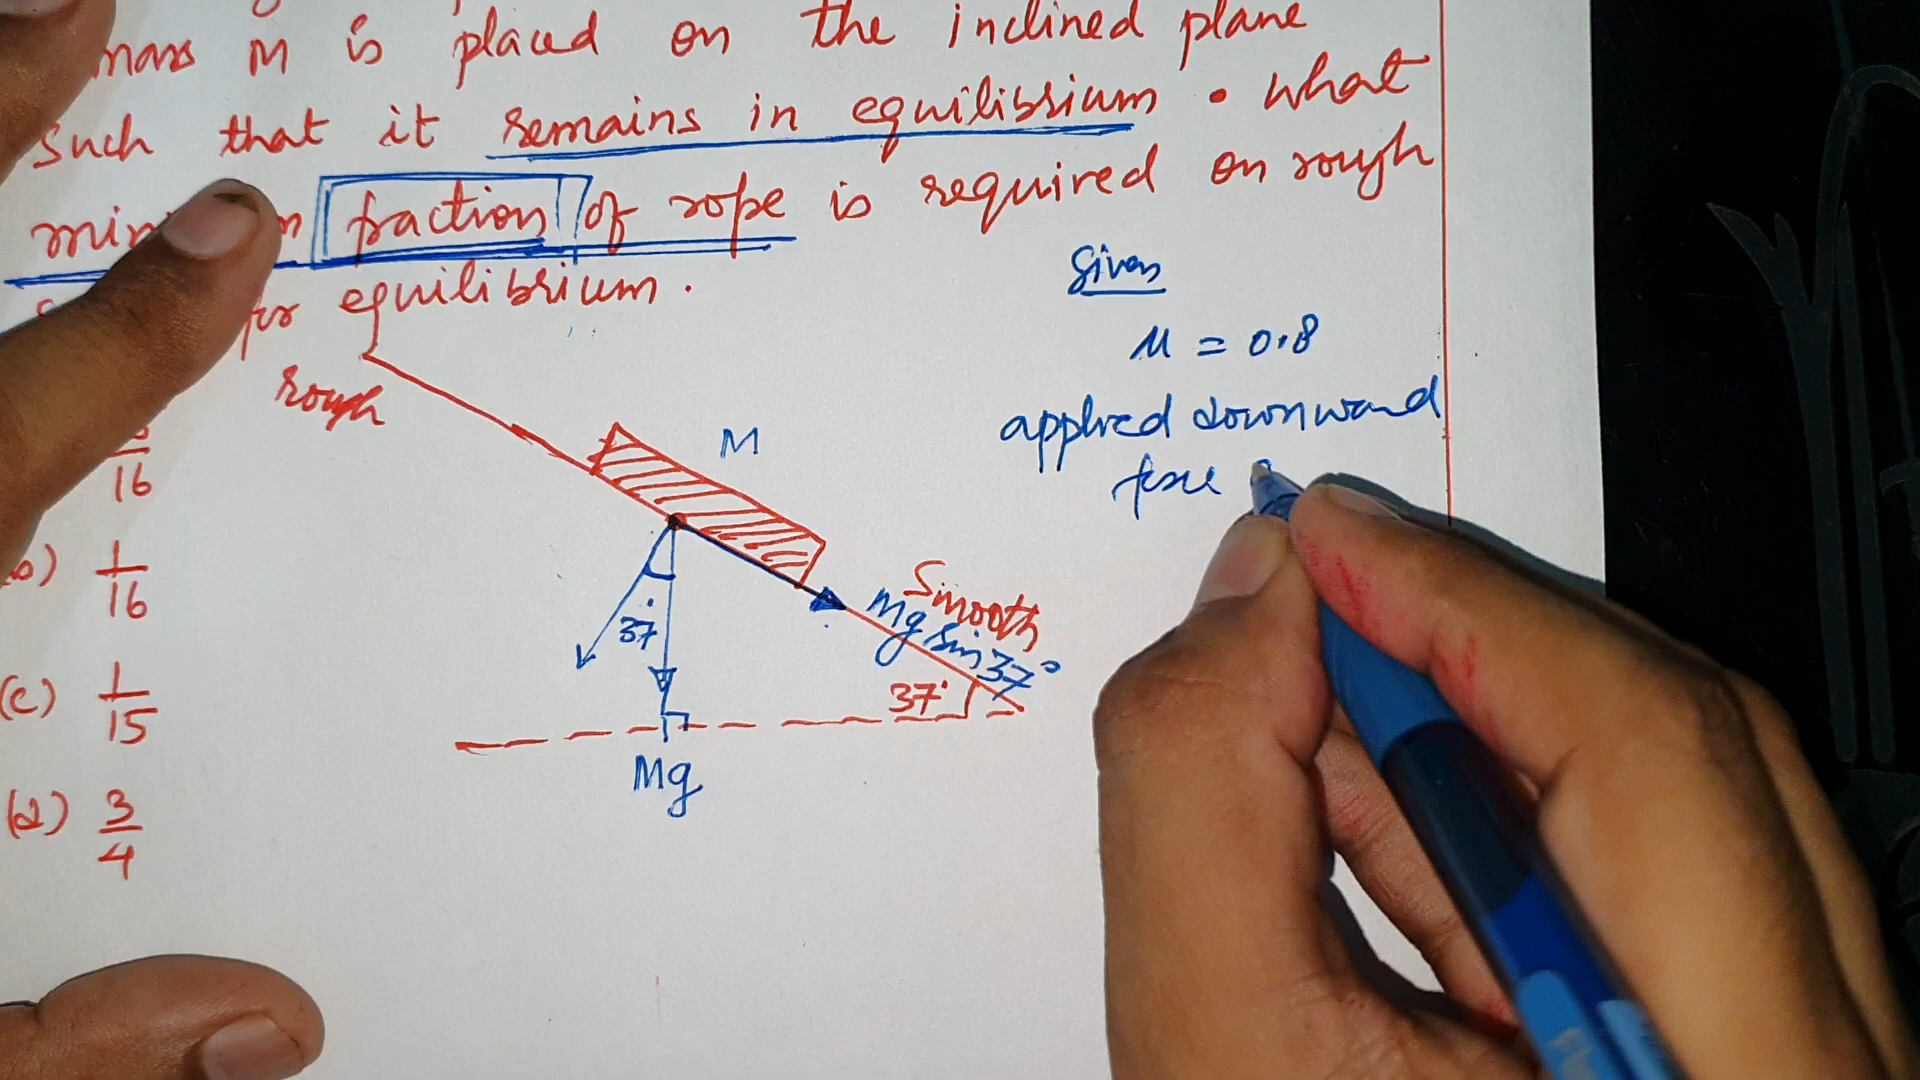 mass M is placed on the inclined plane
such that it remains in equilibrium. What
fraction of rope is required on rough
for equilibrium.
Given
μ = 0.8
applied downward
force
rough
M
16
(b) 1/16
Smooth
Mg sin 37°
37°
37°
(c) 1/15
Mg
(d) 3/4